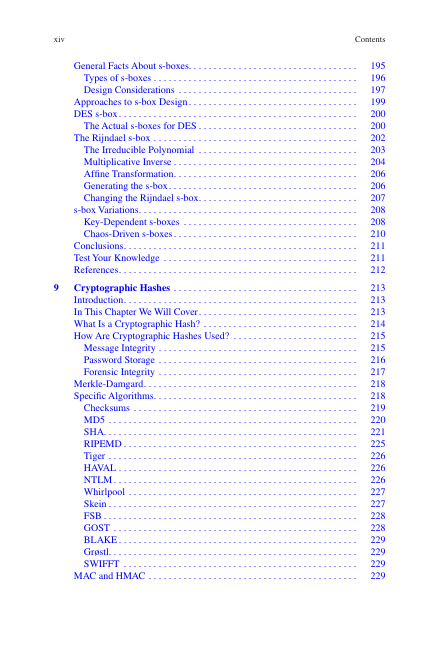 xiv Contents
General Facts About s-boxes. . . . . . . . . . . . . . . . . . . . . . . . . . . . . . . . . . 195
Types of s-boxes . . . . . . . . . . . . . . . . . . . . . . . . . . . . . . . . . . . . . . . . . 196
Design Considerations . . . . . . . . . . . . . . . . . . . . . . . . . . . . . . . . . . . . 197
Approaches to s-box Design . . . . . . . . . . . . . . . . . . . . . . . . . . . . . . . . . . 199
DES s-box . . . . . . . . . . . . . . . . . . . . . . . . . . . . . . . . . . . . . . . . . . . . . . . . 200
The Actual s-boxes for DES . . . . . . . . . . . . . . . . . . . . . . . . . . . . . . . . 200
The Rijndael s-box . . . . . . . . . . . . . . . . . . . . . . . . . . . . . . . . . . . . . . . . . 202
The Irreducible Polynomial . . . . . . . . . . . . . . . . . . . . . . . . . . . . . . . . 203
Multiplicative Inverse . . . . . . . . . . . . . . . . . . . . . . . . . . . . . . . . . . . . . 204
Affine Transformation. . . . . . . . . . . . . . . . . . . . . . . . . . . . . . . . . . . . . 206
Generating the s-box . . . . . . . . . . . . . . . . . . . . . . . . . . . . . . . . . . . . . . 206
Changing the Rijndael s-box. . . . . . . . . . . . . . . . . . . . . . . . . . . . . . . . 207
s-box Variations. . . . . . . . . . . . . . . . . . . . . . . . . . . . . . . . . . . . . . . . . . . . 208
Key-Dependent s-boxes . . . . . . . . . . . . . . . . . . . . . . . . . . . . . . . . . . . 208
Chaos-Driven s-boxes . . . . . . . . . . . . . . . . . . . . . . . . . . . . . . . . . . . . . 210
Conclusions. . . . . . . . . . . . . . . . . . . . . . . . . . . . . . . . . . . . . . . . . . . . . . . 211
Test Your Knowledge . . . . . . . . . . . . . . . . . . . . . . . . . . . . . . . . . . . . . . . 211
References. . . . . . . . . . . . . . . . . . . . . . . . . . . . . . . . . . . . . . . . . . . . . . . . 212
9 Cryptographic Hashes . . . . . . . . . . . . . . . . . . . . . . . . . . . . . . . . . . . . . 213
Introduction. . . . . . . . . . . . . . . . . . . . . . . . . . . . . . . . . . . . . . . . . . . . . . . 213
In This Chapter We Will Cover . . . . . . . . . . . . . . . . . . . . . . . . . . . . . . . . 213
What Is a Cryptographic Hash? . . . . . . . . . . . . . . . . . . . . . . . . . . . . . . . 214
How Are Cryptographic Hashes Used? . . . . . . . . . . . . . . . . . . . . . . . . . 215
Message Integrity . . . . . . . . . . . . . . . . . . . . . . . . . . . . . . . . . . . . . . . . 215
Password Storage . . . . . . . . . . . . . . . . . . . . . . . . . . . . . . . . . . . . . . . . 216
Forensic Integrity . . . . . . . . . . . . . . . . . . . . . . . . . . . . . . . . . . . . . . . . 217
Merkle-Damgard. . . . . . . . . . . . . . . . . . . . . . . . . . . . . . . . . . . . . . . . . . . 218
Specific Algorithms. . . . . . . . . . . . . . . . . . . . . . . . . . . . . . . . . . . . . . . . . 218
Checksums . . . . . . . . . . . . . . . . . . . . . . . . . . . . . . . . . . . . . . . . . . . . . 219
MD5 . . . . . . . . . . . . . . . . . . . . . . . . . . . . . . . . . . . . . . . . . . . . . . . . . . 220
SHA. . . . . . . . . . . . . . . . . . . . . . . . . . . . . . . . . . . . . . . . . . . . . . . . . . . 221
RIPEMD . . . . . . . . . . . . . . . . . . . . . . . . . . . . . . . . . . . . . . . . . . . . . . . 225
Tiger . . . . . . . . . . . . . . . . . . . . . . . . . . . . . . . . . . . . . . . . . . . . . . . . . . 226
HAVAL . . . . . . . . . . . . . . . . . . . . . . . . . . . . . . . . . . . . . . . . . . . . . . . . 226
NTLM . . . . . . . . . . . . . . . . . . . . . . . . . . . . . . . . . . . . . . . . . . . . . . . . . 226
Whirlpool . . . . . . . . . . . . . . . . . . . . . . . . . . . . . . . . . . . . . . . . . . . . . . 227
Skein . . . . . . . . . . . . . . . . . . . . . . . . . . . . . . . . . . . . . . . . . . . . . . . . . . 227
FSB . . . . . . . . . . . . . . . . . . . . . . . . . . . . . . . . . . . . . . . . . . . . . . . . . . . 228
GOST . . . . . . . . . . . . . . . . . . . . . . . . . . . . . . . . . . . . . . . . . . . . . . . . . 228
BLAKE . . . . . . . . . . . . . . . . . . . . . . . . . . . . . . . . . . . . . . . . . . . . . . . . 229
Grøstl. . . . . . . . . . . . . . . . . . . . . . . . . . . . . . . . . . . . . . . . . . . . . . . . . . 229
SWIFFT . . . . . . . . . . . . . . . . . . . . . . . . . . . . . . . . . . . . . . . . . . . . . . . 229
MAC and HMAC . . . . . . . . . . . . . . . . . . . . . . . . . . . . . . . . . . . . . . . . . . 229